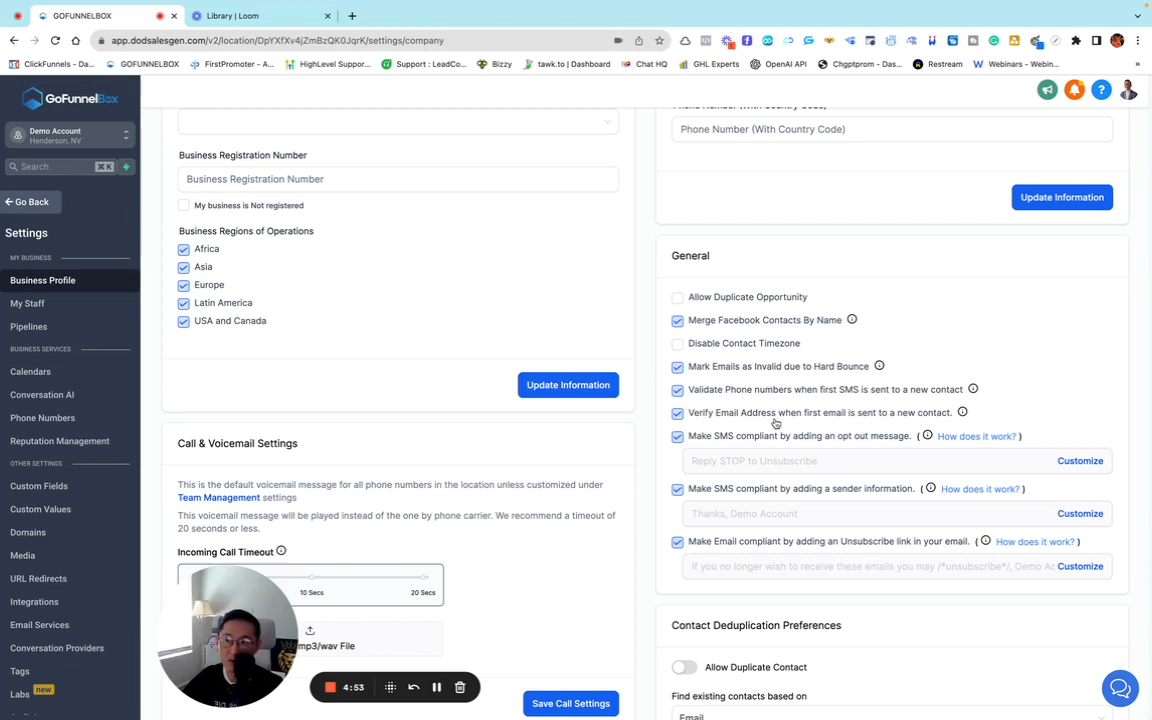 GOFUNNELBOX
Library | Loom
app.dodsalesgen.com/v2/location/DpYXfXv4jZmBzQK0JqrK/settings/company
ClickFunnels - Da...
GOFUNNELBOX
FirstPromoter - A...
HighLevel Support...
Support : LeadCo...
Bizzy
tawk.to | Dashboard
Chat HQ
GHL Experts
OpenAI API
Chgptprom - Das...
Restream
Webinars - Webin...
GoFunnelBox
Demo Account
Henderson, NV
Search
⌘ K
Go Back
Settings
MY BUSINESS
Business Profile
My Staff
Pipelines
BUSINESS SERVICES
Calendars
Conversation AI
Phone Numbers
Reputation Management
OTHER SETTINGS
Custom Fields
Custom Values
Domains
Media
URL Redirects
Integrations
Email Services
Conversation Providers
Tags
Labs new
Business Registration Number
Business Registration Number
My business is Not registered
Business Regions of Operations
Africa
Asia
Europe
Latin America
USA and Canada
Update Information
Call & Voicemail Settings
This is the default voicemail message for all phone numbers in the location unless customized under
Team Management settings
This voicemail message will be played instead of the one by phone carrier. We recommend a timeout of
20 seconds or less.
Incoming Call Timeout
10 Secs
20 Secs
mp3/wav File
4:53
Save Call Settings
Phone Number (With Country Code)
Phone Number (With Country Code)
Update Information
General
Allow Duplicate Opportunity
Merge Facebook Contacts By Name
Disable Contact Timezone
Mark Emails as Invalid due to Hard Bounce
Validate Phone numbers when first SMS is sent to a new contact
Verify Email Address when first email is sent to a new contact.
Make SMS compliant by adding an opt out message. ( How does it work? )
Reply STOP to Unsubscribe
Customize
Make SMS compliant by adding a sender information. ( How does it work? )
Thanks, Demo Account
Customize
Make Email compliant by adding an Unsubscribe link in your email. ( How does it work? )
If you no longer wish to receive these emails you may /*unsubscribe*/, Demo Ac
Customize
Contact Deduplication Preferences
Allow Duplicate Contact
Find existing contacts based on
Email